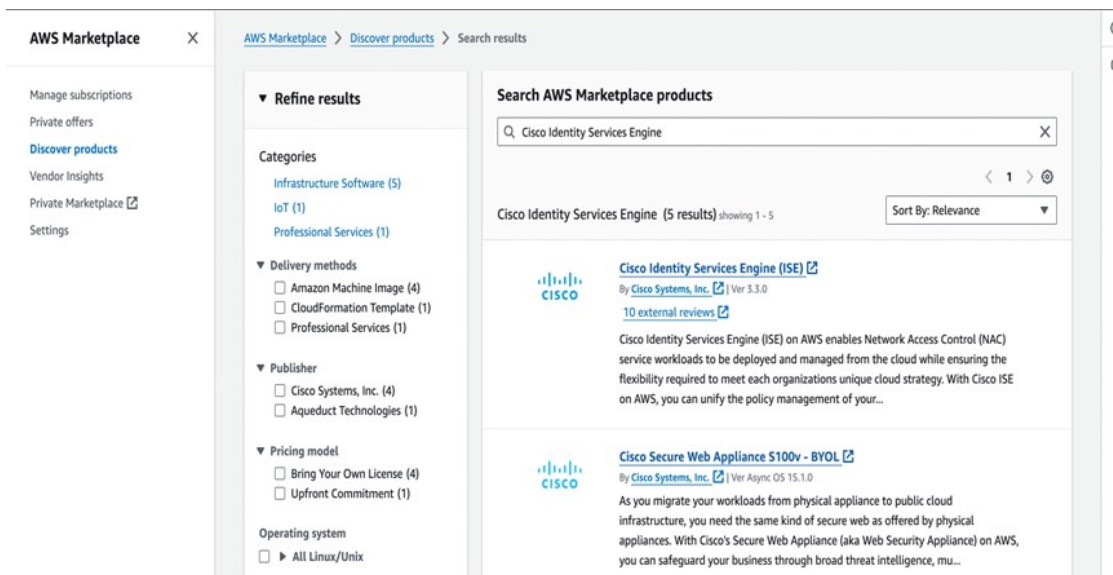 AWS Marketplace
Manage subscriptions
Private offers
Discover products
Vendor Insights
Private Marketplace
Settings
AWS Marketplace > Discover products > Search results
Refine results
Categories
Infrastructure Software (5)
IoT (1)
Professional Services (1)
Delivery methods
Amazon Machine Image (4)
CloudFormation Template (1)
Professional Services (1)
Publisher
Cisco Systems, Inc. (4)
Aqueduct Technologies (1)
Pricing model
Bring Your Own License (4)
Upfront Commitment (1)
Operating system
All Linux/Unix
Search AWS Marketplace products
Cisco Identity Services Engine
1
Cisco Identity Services Engine (5 results) showing 1 - 5
Sort By: Relevance
CISCO
Cisco Identity Services Engine (ISE)
By Cisco Systems, Inc. | Ver 3.3.0
10 external reviews
Cisco Identity Services Engine (ISE) on AWS enables Network Access Control (NAC)
service workloads to be deployed and managed from the cloud while ensuring the
flexibility required to meet each organizations unique cloud strategy. With Cisco ISE
on AWS, you can unify the policy management of your...
CISCO
Cisco Secure Web Appliance S100v - BYOL
By Cisco Systems, Inc. | Ver Async OS 15.1.0
As you migrate your workloads from physical appliance to public cloud
infrastructure, you need the same kind of secure web as offered by physical
appliances. With Cisco's Secure Web Appliance (aka Web Security Appliance) on AWS,
you can safeguard your business through broad threat intelligence, mu...